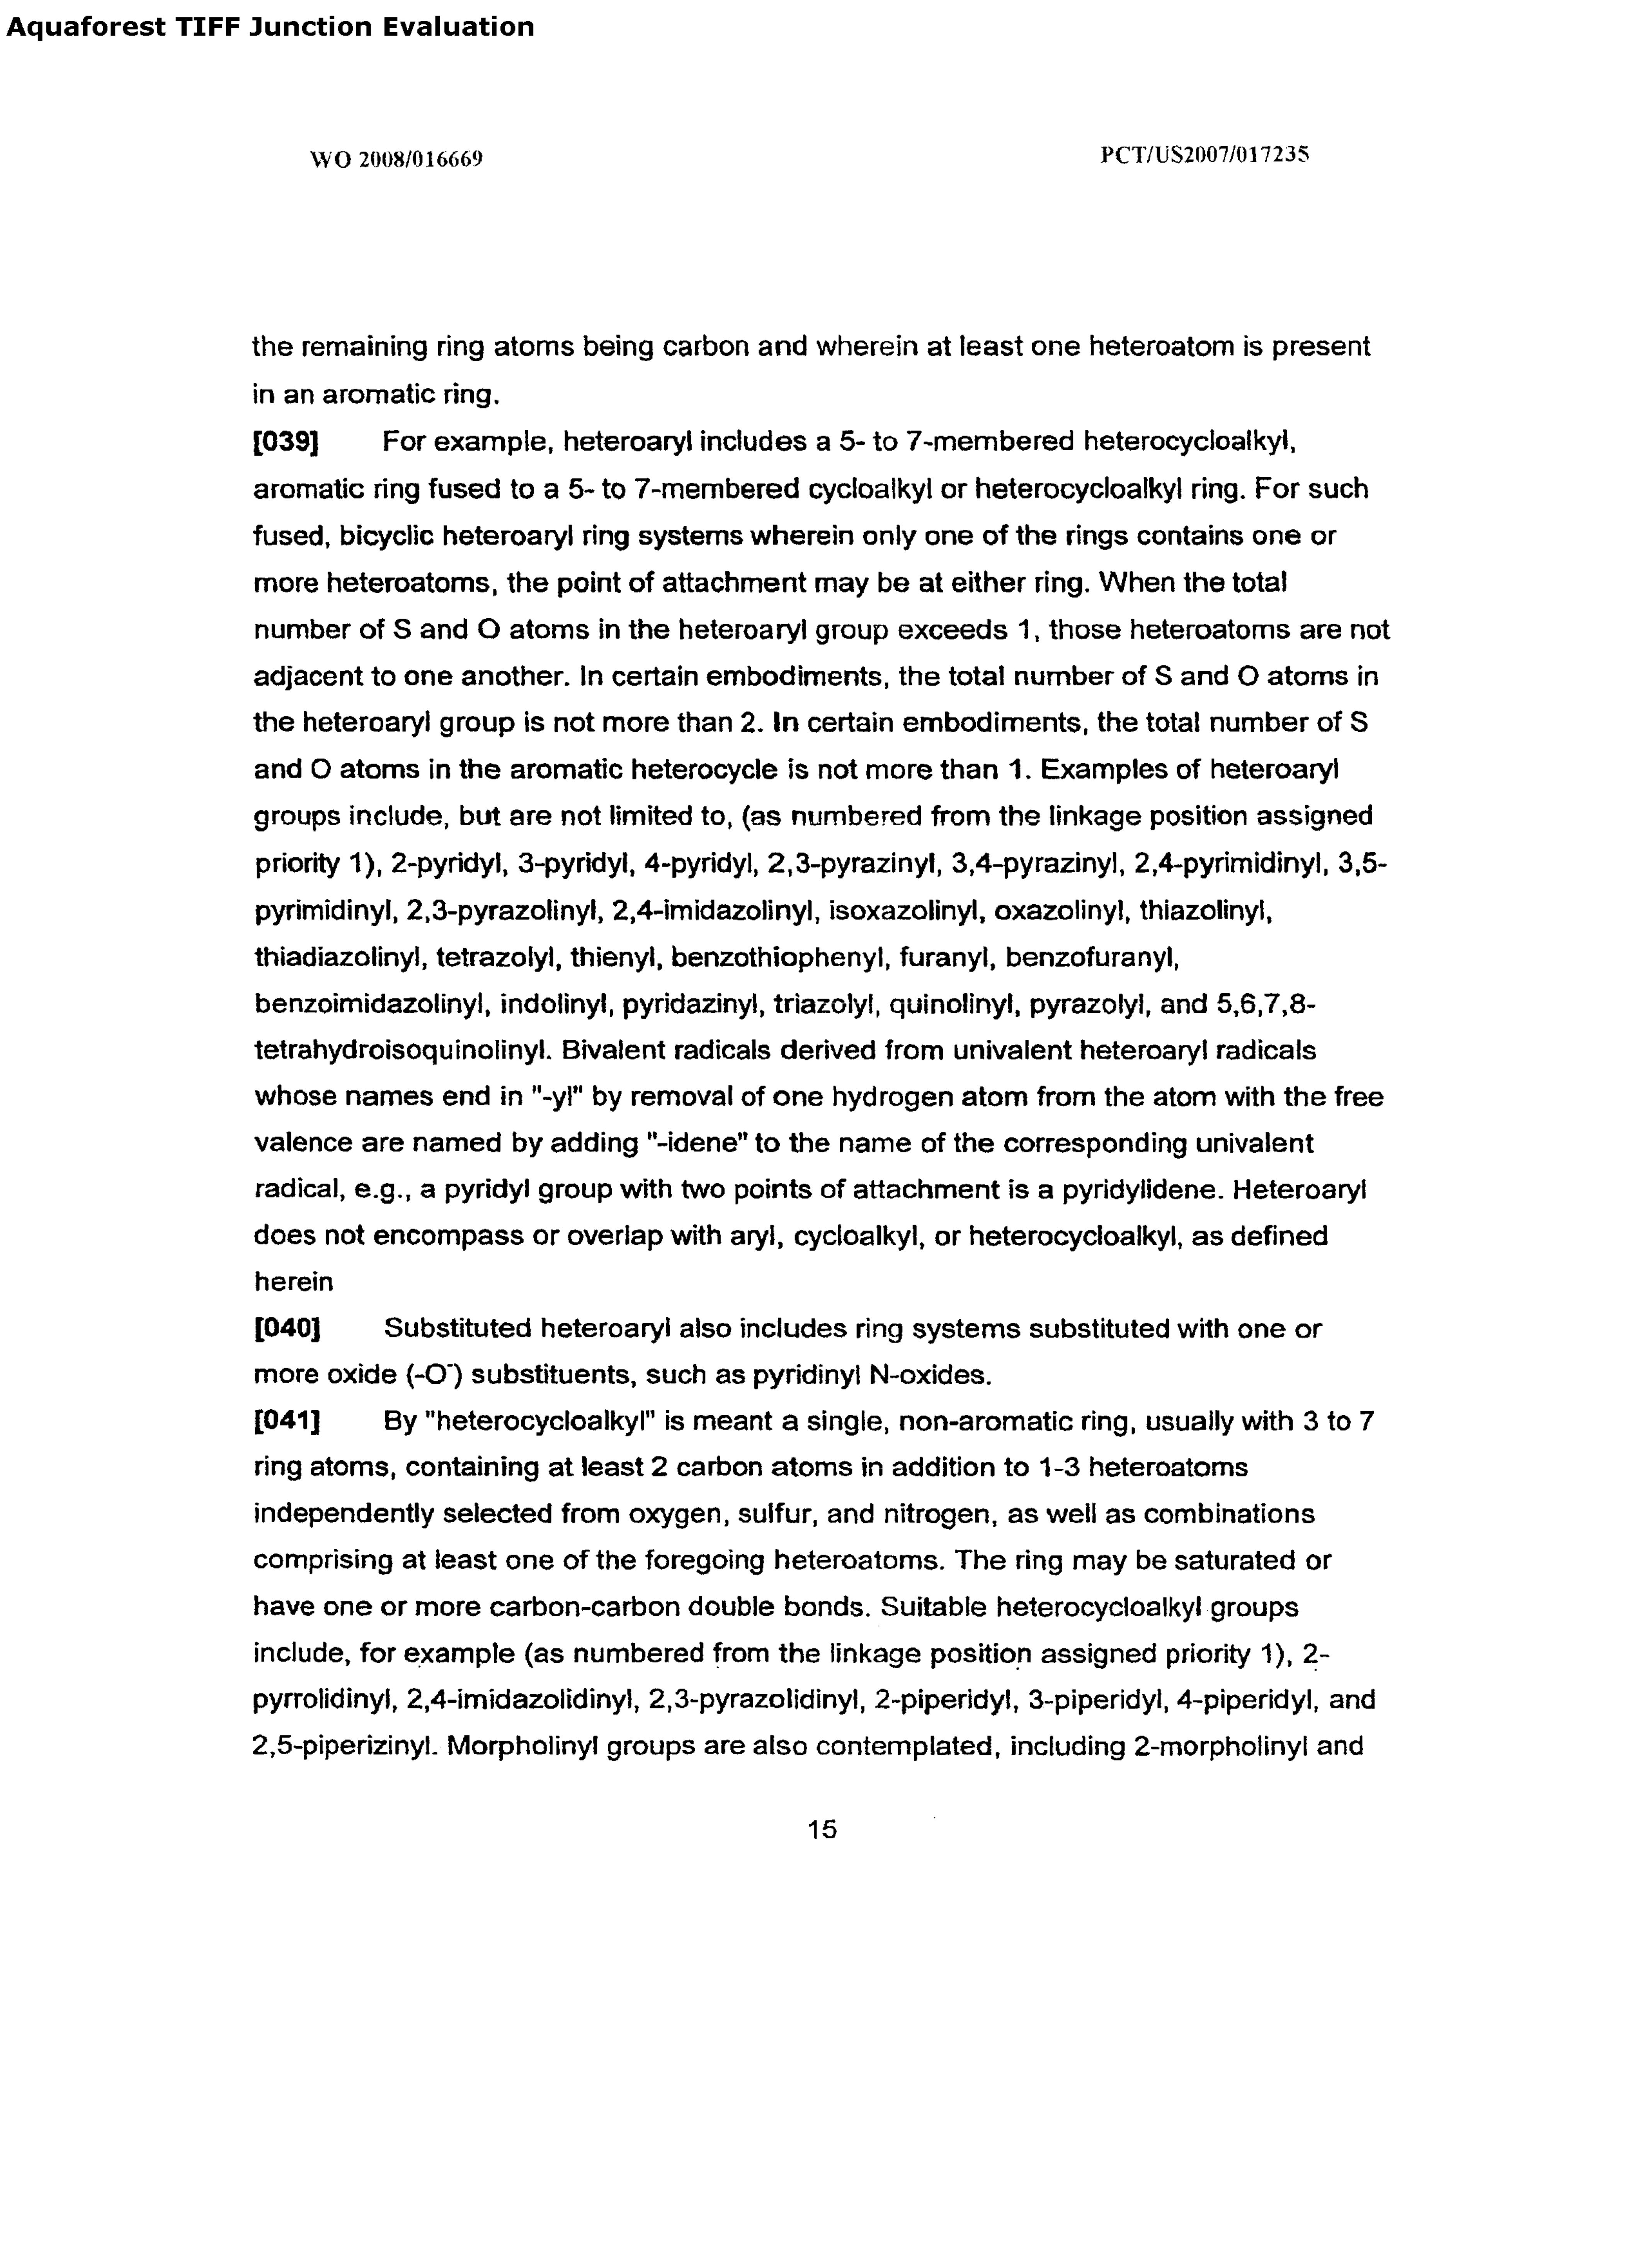 Aquaforest TIFF Junction Evaluation
WO 2008/016669
PCT/US2007/017235
the remaining ring atoms being carbon and wherein at least one heteroatom is present
in an aromatic ring.
[039] For example, heteroaryl includes a 5- to 7-membered heterocycloalkyl,
aromatic ring fused to a 5- to 7-membered cycloalkyl or heterocycloalkyl ring. For such
fused, bicyclic heteroaryl ring systems wherein only one of the rings contains one or
more heteroatoms, the point of attachment may be at either ring. When the total
number of S and O atoms in the heteroaryl group exceeds 1, those heteroatoms are not
adjacent to one another. In certain embodiments, the total number of S and O atoms in
the heteroaryl group is not more than 2. In certain embodiments, the total number of S
and O atoms in the aromatic heterocycle is not more than 1. Examples of heteroaryl
groups include, but are not limited to, (as numbered from the linkage position assigned
priority 1), 2-pyridyl, 3-pyridyl, 4-pyridyl, 2,3-pyrazinyl, 3,4-pyrazinyl, 2,4-pyrimidinyl, 3,5-
pyrimidinyl, 2,3-pyrazolinyl, 2,4-imidazolinyl, isoxazolinyl, oxazolinyl, thiazolinyl,
thiadiazolinyl, tetrazolyl, thienyl, benzothiophenyl, furanyl, benzofuranyl,
benzoimidazolinyl, indolinyl, pyridazinyl, triazolyl, quinolinyl, pyrazolyl, and 5,6,7,8-
tetrahydroisoquinolinyl. Bivalent radicals derived from univalent heteroaryl radicals
whose names end in "-yl" by removal of one hydrogen atom from the atom with the free
valence are named by adding "-idene" to the name of the corresponding univalent
radical, e.g., a pyridyl group with two points of attachment is a pyridylidene. Heteroaryl
does not encompass or overlap with aryl, cycloalkyl, or heterocycloalkyl, as defined
herein
[040] Substituted heteroaryl also includes ring systems substituted with one or
more oxide (-O⁻) substituents, such as pyridinyl N-oxides.
[041] By "heterocycloalkyl" is meant a single, non-aromatic ring, usually with 3 to 7
ring atoms, containing at least 2 carbon atoms in addition to 1-3 heteroatoms
independently selected from oxygen, sulfur, and nitrogen, as well as combinations
comprising at least one of the foregoing heteroatoms. The ring may be saturated or
have one or more carbon-carbon double bonds. Suitable heterocycloalkyl groups
include, for example (as numbered from the linkage position assigned priority 1), 2-
pyrrolidinyl, 2,4-imidazolidinyl, 2,3-pyrazolidinyl, 2-piperidyl, 3-piperidyl, 4-piperidyl, and
2,5-piperizinyl. Morpholinyl groups are also contemplated, including 2-morpholinyl and
15